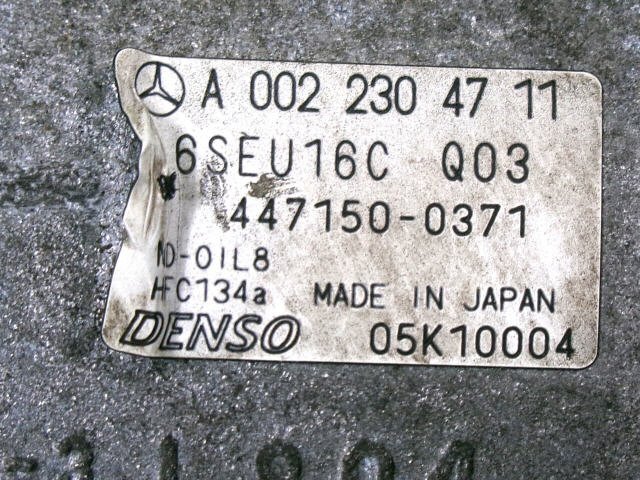 A 002 230 47 11
6SEU16C Q03
447150-0371
ND-OIL8
HFC134a MADE IN JAPAN
DENSO 05K10004